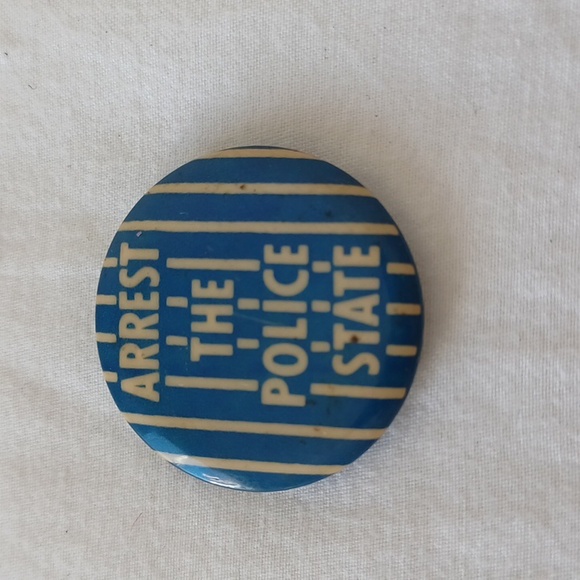 ARREST
THE
POLICE
STATE